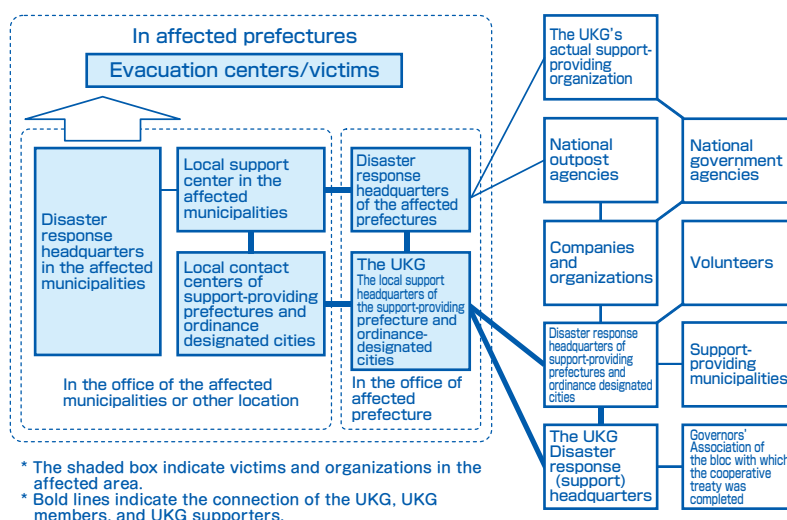 In affected prefectures
Evacuation centers/victims
Disaster
response
headquarters
in the affected
municipalities
Local support
center in the
affected
municipalities
Local contact
centers of
support-providing
prefectures and
ordinance
designated cities
In the office of the affected
municipalities or other location
Disaster
response
headquarters
of the affected
prefectures
The UKG
The local support
headquarters of
the support-providing
prefecture and
ordinance-
designated
cities
In the office of
affected
prefecture
The UKG's
actual support-
providing
organization
National
outpost
agencies
National
government
agencies
Companies
and
organizations
Volunteers
Disaster response
headquarters of
support-providing
prefectures and
ordinance designated
cities
Support-
providing
municipalities
The UKG
Disaster
response
(support)
headquarters
Governors'
Association of
the bloc with which
the cooperative
treaty was
completed
* The shaded box indicate victims and organizations in the
affected area.
* Bold lines indicate the connection of the UKG, UKG
members, and UKG supporters.